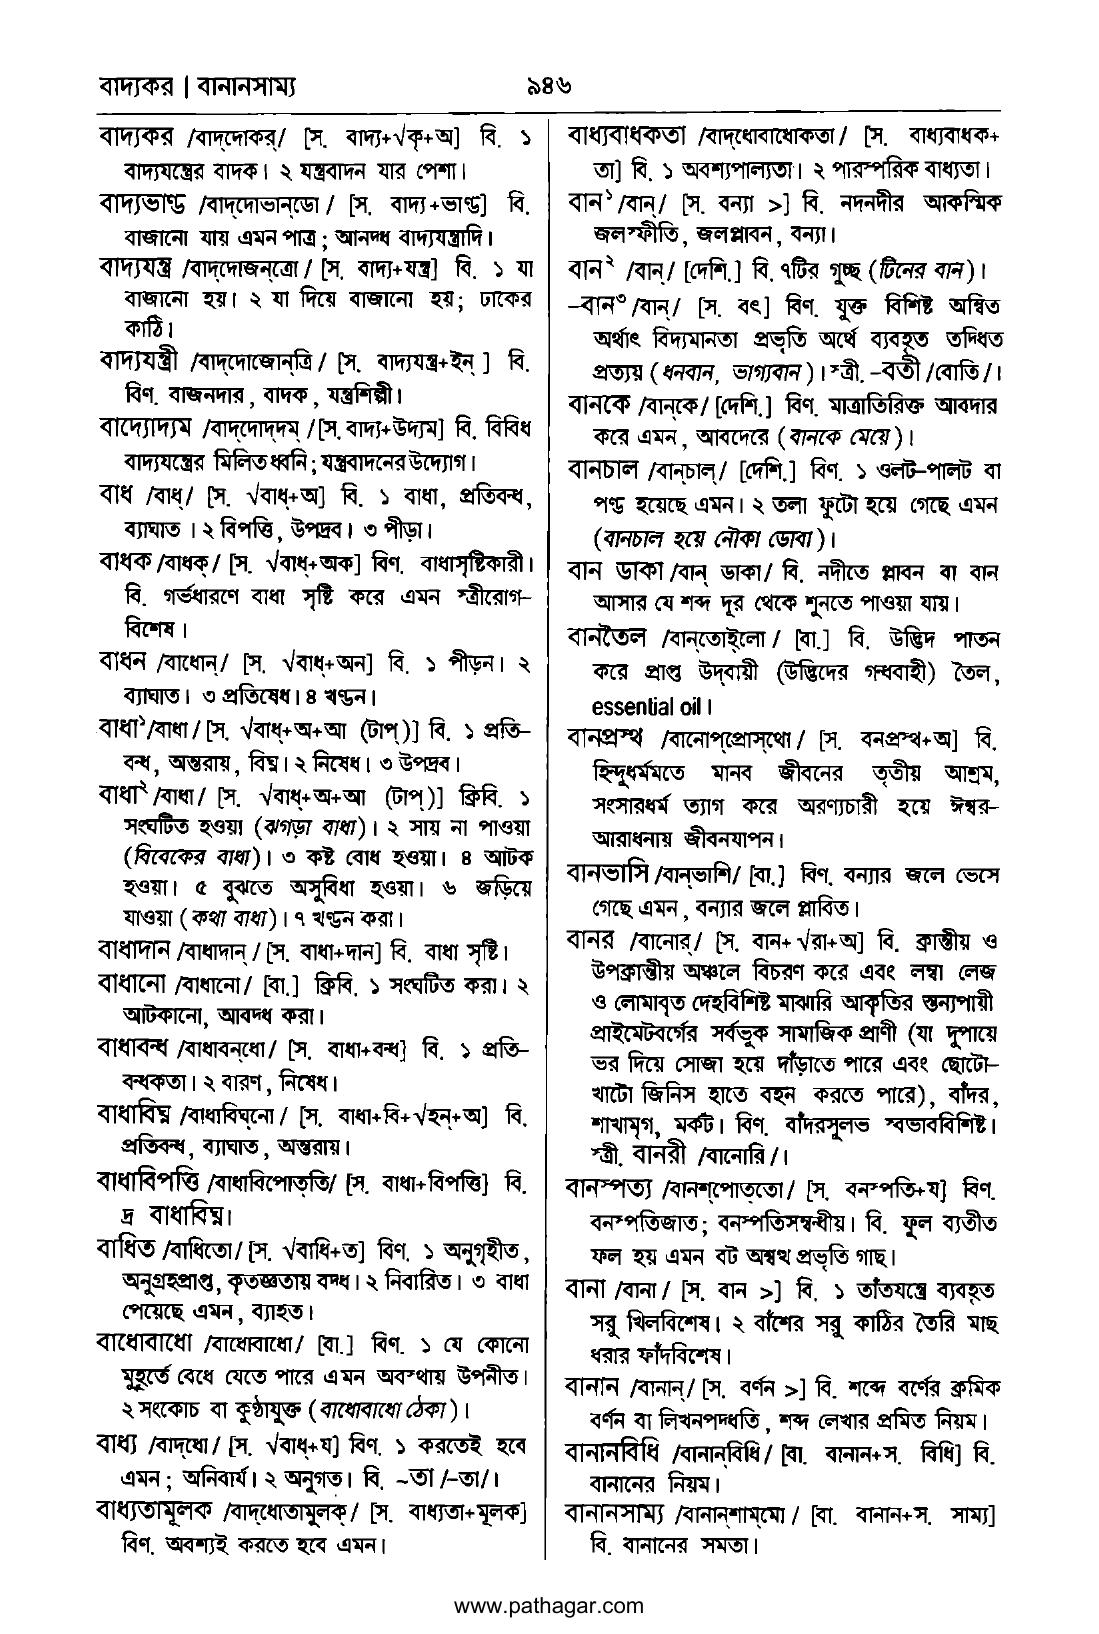 বাদ্যকর | বানানসাম্য
৯৪৬
বাদ্যকর /বাদ্‌দোকর্/ [স. বাদ্য+√কৃ+অ] বি. ১
বাদ্যযন্ত্রের বাদক। ২ যন্ত্রবাদন যার পেশা।
বাদ্যভাণ্ড /বাদ্‌দোভান্‌ডো/ [স. বাদ্য+ভাণ্ড] বি.
বাজানো যায় এমন পাত্র; আনদ্ধ বাদ্যযন্ত্রাদি।
বাদ্যযন্ত্র /বাদ্‌দোজন্‌ত্রো/ [স. বাদ্য+যন্ত্র] বি. ১ যা
বাজানো হয়। ২ যা দিয়ে বাজানো হয়; ঢাকের
কাঠি।
বাদ্যযন্ত্রী /বাদ্‌দোজোন্‌ত্রি/ [স. বাদ্যযন্ত্র+ইন্ ] বি.
বিণ. বাজনদার, বাদক, যন্ত্রশিল্পী।
বাদ্যোদ্যম /বাদ্‌দোদ্‌দম্/ [স. বাদ্য+উদ্যম] বি. বিবিধ
বাদ্যযন্ত্রের মিলিত ধ্বনি; যন্ত্রবাদনের উদ্যোগ।
বাধ /বাধ্/ [স. √বাধ্+অ] বি. ১ বাধা, প্রতিবন্ধ,
ব্যাঘাত। ২ বিপত্তি, উপদ্রব। ৩ পীড়া।
বাধক /বাধক্/ [স. √বাধ্+অক] বিণ. বাধাসৃষ্টিকারী।
বি. গর্ভধারণে বাধা সৃষ্টি করে এমন স্ত্রীরোগ-
বিশেষ।
বাধন /বাধোন্/ [স. √বাধ্+অন] বি. ১ পীড়ন। ২
ব্যাঘাত। ৩ প্রতিষেধ। ৪ খণ্ডন।
বাধা১ /বাধা/ [স. √বাধ্+অ+আ (টাপ্)] বি. ১ প্রতি-
বন্ধ, অন্তরায়, বিঘ্ন। ২ নিষেধ। ৩ উপদ্রব।
বাধা২ /বাধা/ [স. √বাধ্+অ+আ (টাপ্)] ক্রিবি. ১
সংঘটিত হওয়া (ঝগড়া বাধা)। ২ সায় না পাওয়া
(বিবেকের বাধা)। ৩ কষ্ট বোধ হওয়া। ৪ আটক
হওয়া। ৫ বুঝতে অসুবিধা হওয়া। ৬ জড়িয়ে
যাওয়া (কথা বাধা)। ৭ খণ্ডন করা।
বাধাদান /বাধাদান্/ [স. বাধা+দান] বি. বাধা সৃষ্টি।
বাধানো /বাধানো/ [বা.] ক্রিবি. ১ সংঘটিত করা। ২
আটকানো, আবদ্ধ করা।
বাধাবন্ধ /বাধাবন্‌ধো/ [স. বাধা+বন্ধ] বি. ১ প্রতি-
বন্ধকতা। ২ বারণ, নিষেধ।
বাধাবিঘ্ন /বাধাবিঘ্‌নো/ [স. বাধা+বি+√হন্+অ] বি.
প্রতিবন্ধ, ব্যাঘাত, অন্তরায়।
বাধাবিপত্তি /বাধাবিপোত্‌তি/ [স. বাধা+বিপত্তি] বি.
দ্র বাধাবিঘ্ন।
বাধিত /বাধিতো/ [স. √বাধি+ত] বিণ. ১ অনুগৃহীত,
অনুগ্রহপ্রাপ্ত, কৃতজ্ঞতায় বদ্ধ। ২ নিবারিত। ৩ বাধা
পেয়েছে এমন, ব্যাহত।
বাধোবাধো /বাধোবাধো/ [বা.] বিণ. ১ যে কোনো
মুহূর্তে বেধে যেতে পারে এমন অবস্থায় উপনীত।
২ সংকোচ বা কুণ্ঠাযুক্ত (বাধোবাধো ঠেকা)।
বাধ্য /বাদ্‌ধো/ [স. √বাধ্+য] বিণ. ১ করতেই হবে
এমন; অনিবার্য। ২ অনুগত। বি. ~তা /-তা/।
বাধ্যতামূলক /বাদ্‌ধোতামুলক্/ [স. বাধ্যতা+মূলক]
বিণ. অবশ্যই করতে হবে এমন।
বাধ্যবাধকতা /বাদ্‌ধোবাধোকতা/ [স. বাধ্যবাধক+
তা] বি. ১ অবশ্যপাল্যতা। ২ পারস্পরিক বাধ্যতা।
বান১ /বান্/ [স. বন্যা >] বি. নদনদীর আকস্মিক
জলস্ফীতি, জলপ্লাবন, বন্যা।
বান২ /বান্/ [দেশি.] বি. ৭টির গুচ্ছ (টিনের বান)।
–বান৩ /বান্/ [স. বৎ] বিণ. যুক্ত বিশিষ্ট অন্বিত
অর্থাৎ বিদ্যমানতা প্রভৃতি অর্থে ব্যবহৃত তদ্ধিত
প্রত্যয় (ধনবান, ভাগ্যবান)। স্ত্রী. –বতী /বোতি/।
বানকে /বান্‌কে/ [দেশি.] বিণ. মাত্রাতিরিক্ত আবদার
করে এমন, আবদেরে (বানকে মেয়ে)।
বানচাল /বান্‌চাল্/ [দেশি.] বিণ. ১ ওলট-পালট বা
পণ্ড হয়েছে এমন। ২ তলা ফুটো হয়ে গেছে এমন
(বানচাল হয়ে নৌকা ডোবা)।
বান ডাকা /বান্ ডাকা/ বি. নদীতে প্লাবন বা বান
আসার যে শব্দ দূর থেকে শুনতে পাওয়া যায়।
বানতৈল /বান্‌তোই্‌লো/ [বা.] বি. উদ্ভিদ পাতন
করে প্রাপ্ত উদ্‌বায়ী (উদ্ভিদের গন্ধবাহী) তৈল,
essential oil।
বানপ্রস্থ /বানোপ্‌প্রোস্‌থো/ [স. বনপ্রস্থ+অ] বি.
হিন্দুধর্মমতে মানব জীবনের তৃতীয় আশ্রম,
সংসারধর্ম ত্যাগ করে অরণ্যচারী হয়ে ঈশ্বর-
আরাধনায় জীবনযাপন।
বানভাসি /বান্‌ভাশি/ [বা.] বিণ. বন্যার জলে ভেসে
গেছে এমন, বন্যার জলে প্লাবিত।
বানর /বানোর্/ [স. বান+√রা+অ] বি. ক্রান্তীয় ও
উপক্রান্তীয় অঞ্চলে বিচরণ করে এবং লম্বা লেজ
ও লোমাবৃত দেহবিশিষ্ট মাঝারি আকৃতির স্তন্যপায়ী
প্রাইমেটবর্গের সর্বভুক সামাজিক প্রাণী (যা দুপায়ে
ভর দিয়ে সোজা হয়ে দাঁড়াতে পারে এবং ছোটো-
খাটো জিনিস হাতে বহন করতে পারে), বাঁদর,
শাখামৃগ, মর্কট। বিণ. বাঁদরসুলভ স্বভাববিশিষ্ট।
স্ত্রী. বানরী /বানোরি/।
বানস্পত্য /বানশ্‌পোত্‌তো/ [স. বনস্পতি+য] বিণ.
বনস্পতিজাত; বনস্পতিসম্বন্ধীয়। বি. ফুল ব্যতীত
ফল হয় এমন বট অশ্বত্থ প্রভৃতি গাছ।
বানা /বানা/ [স. বান >] বি. ১ তাঁতযন্ত্রে ব্যবহৃত
সরু খিলবিশেষ। ২ বাঁশের সরু কাঠির তৈরি মাছ
ধরার ফাঁদবিশেষ।
বানান /বানান্/ [স. বর্ণন >] বি. শব্দে বর্ণের ক্রমিক
বর্ণন বা লিখনপদ্ধতি, শব্দ লেখার প্রমিত নিয়ম।
বানানবিধি /বানান্‌বিধি/ [বা. বানান+স. বিধি] বি.
বানানের নিয়ম।
বানানসাম্য /বানান্‌শাম্‌মো/ [বা. বানান+স. সাম্য]
বি. বানানের সমতা।
www.pathagar.com